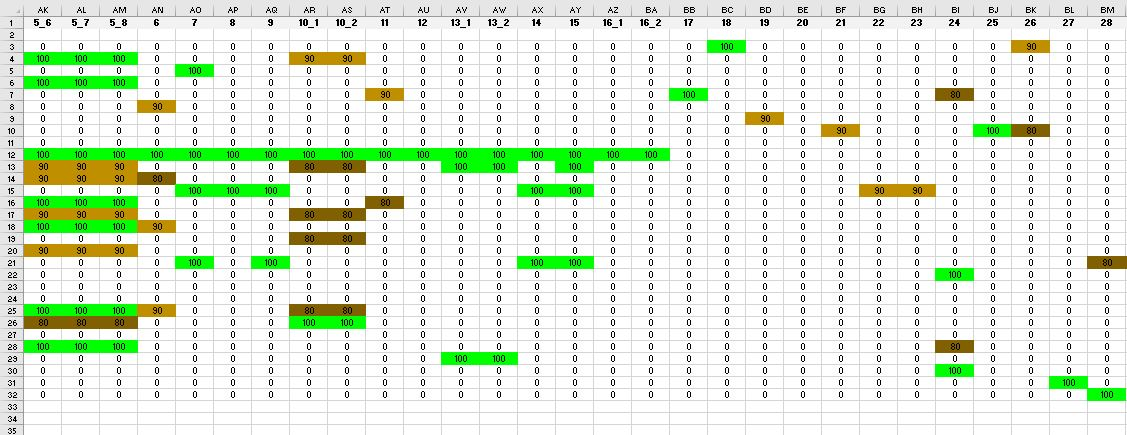 AK AL AM AN AO AP AQ AR AS AT AU AV AW AX AY AZ BA BB BC BD BE BF BG BH BI BJ BK BL BM
1 5_6 5_7 5_8 6 7 8 9 10_1 10_2 11 12 13_1 13_2 14 15 16_1 16_2 17 18 19 20 21 22 23 24 25 26 27 28
2
3 0 0 0 0 0 0 0 0 0 0 0 0 0 0 0 0 0 0 100 0 0 0 0 0 0 0 90 0 0
4 100 100 100 0 0 0 0 90 90 0 0 0 0 0 0 0 0 0 0 0 0 0 0 0 0 0 0 0 0
5 0 0 0 0 100 0 0 0 0 0 0 0 0 0 0 0 0 0 0 0 0 0 0 0 0 0 0 0 0
6 100 100 100 0 0 0 0 0 0 0 0 0 0 0 0 0 0 0 0 0 0 0 0 0 0 0 0 0 0
7 0 0 0 0 0 0 0 0 0 90 0 0 0 0 0 0 0 100 0 0 0 0 0 0 80 0 0 0 0
8 0 0 0 90 0 0 0 0 0 0 0 0 0 0 0 0 0 0 0 0 0 0 0 0 0 0 0 0 0
9 0 0 0 0 0 0 0 0 0 0 0 0 0 0 0 0 0 0 0 90 0 0 0 0 0 0 0 0 0
10 0 0 0 0 0 0 0 0 0 0 0 0 0 0 0 0 0 0 0 0 0 90 0 0 0 100 80 0 0
11 0 0 0 0 0 0 0 0 0 0 0 0 0 0 0 0 0 0 0 0 0 0 0 0 0 0 0 0 0
12 100 100 100 100 100 100 100 100 100 100 100 100 100 100 100 100 100 0 0 0 0 0 0 0 0 0 0 0 0
13 90 90 90 0 0 0 0 80 80 0 0 100 100 0 100 0 0 0 0 0 0 0 0 0 0 0 0 0 0
14 90 90 90 80 0 0 0 0 0 0 0 0 0 0 0 0 0 0 0 0 0 0 0 0 0 0 0 0 0
15 0 0 0 0 100 100 100 0 0 0 0 0 0 100 100 0 0 0 0 0 0 0 90 90 0 0 0 0 0
16 100 100 100 0 0 0 0 0 0 80 0 0 0 0 0 0 0 0 0 0 0 0 0 0 0 0 0 0 0
17 90 90 90 0 0 0 0 80 80 0 0 0 0 0 0 0 0 0 0 0 0 0 0 0 0 0 0 0 0
18 100 100 100 90 0 0 0 0 0 0 0 0 0 0 0 0 0 0 0 0 0 0 0 0 0 0 0 0 0
19 0 0 0 0 0 0 0 80 80 0 0 0 0 0 0 0 0 0 0 0 0 0 0 0 0 0 0 0 0
20 90 90 90 0 0 0 0 0 0 0 0 0 0 0 0 0 0 0 0 0 0 0 0 0 0 0 0 0 0
21 0 0 0 0 100 0 100 0 0 0 0 0 0 100 100 0 0 0 0 0 0 0 0 0 0 0 0 0 80
22 0 0 0 0 0 0 0 0 0 0 0 0 0 0 0 0 0 0 0 0 0 0 0 0 100 0 0 0 0
23 0 0 0 0 0 0 0 0 0 0 0 0 0 0 0 0 0 0 0 0 0 0 0 0 0 0 0 0 0
24 0 0 0 0 0 0 0 0 0 0 0 0 0 0 0 0 0 0 0 0 0 0 0 0 0 0 0 0 0
25 100 100 100 90 0 0 0 80 80 0 0 0 0 0 0 0 0 0 0 0 0 0 0 0 0 0 0 0 0
26 80 80 80 0 0 0 0 100 100 0 0 0 0 0 0 0 0 0 0 0 0 0 0 0 0 0 0 0 0
27 0 0 0 0 0 0 0 0 0 0 0 0 0 0 0 0 0 0 0 0 0 0 0 0 0 0 0 0 0
28 100 100 100 0 0 0 0 0 0 0 0 0 0 0 0 0 0 0 0 0 0 0 0 0 80 0 0 0 0
29 0 0 0 0 0 0 0 0 0 0 0 100 100 0 0 0 0 0 0 0 0 0 0 0 0 0 0 0 0
30 0 0 0 0 0 0 0 0 0 0 0 0 0 0 0 0 0 0 0 0 0 0 0 0 100 0 0 0 0
31 0 0 0 0 0 0 0 0 0 0 0 0 0 0 0 0 0 0 0 0 0 0 0 0 0 0 0 100 0
32 0 0 0 0 0 0 0 0 0 0 0 0 0 0 0 0 0 0 0 0 0 0 0 0 0 0 0 0 100
33
34
35